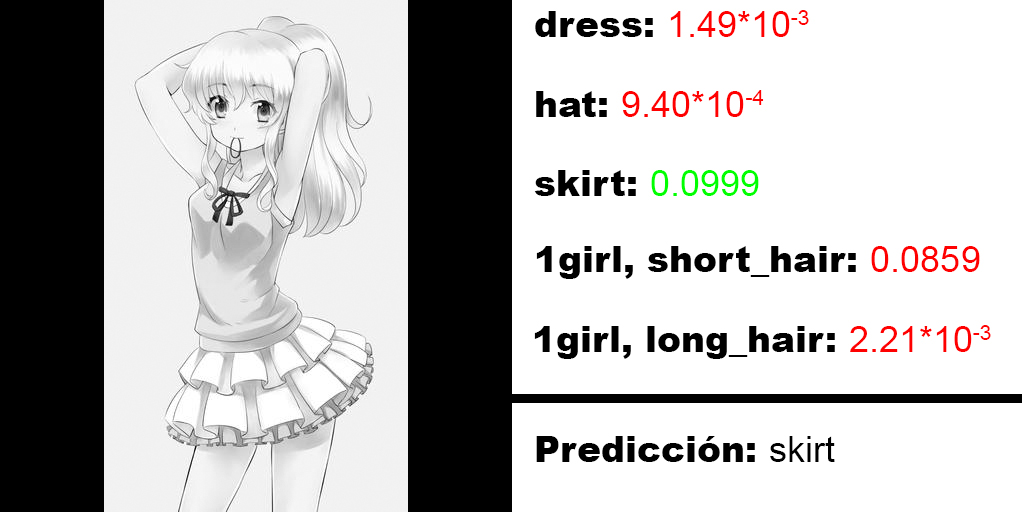 dress: 1.49*10⁻³
hat: 9.40*10⁻⁴
skirt: 0.0999
1girl, short_hair: 0.0859
1girl, long_hair: 2.21*10⁻³
Predicción: skirt